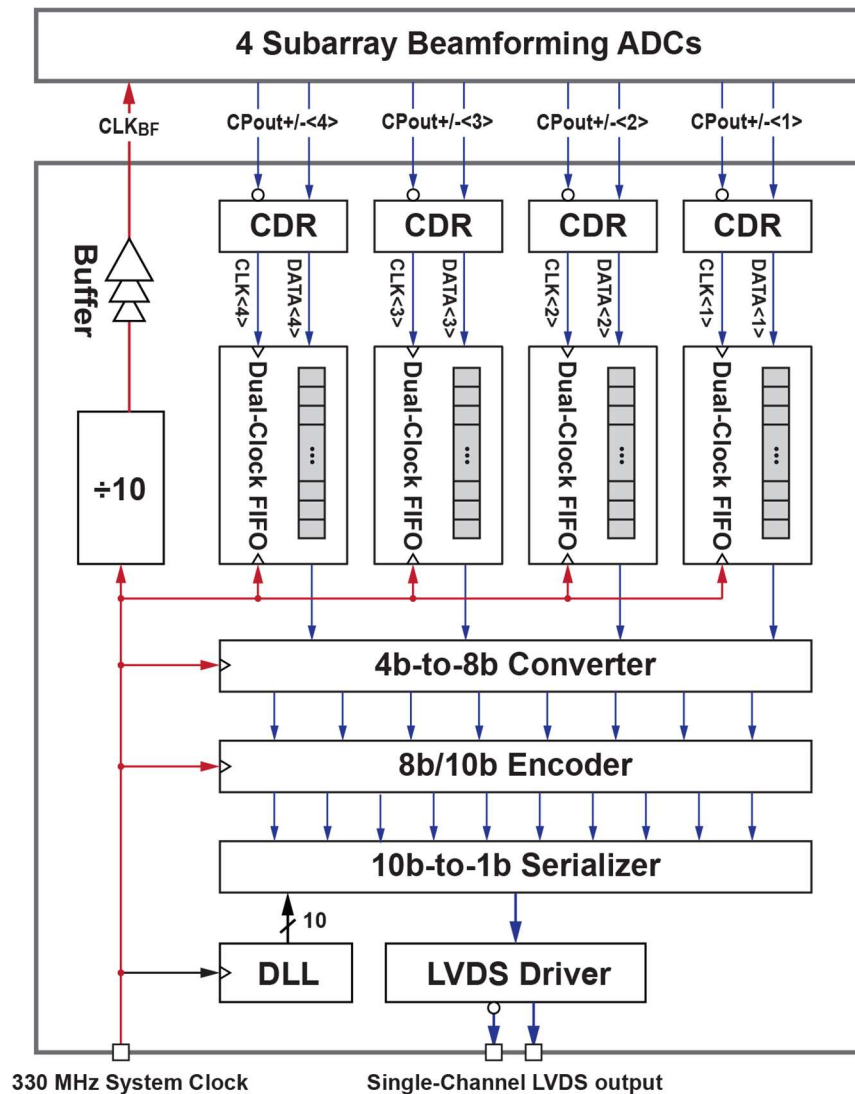 4 Subarray Beamforming ADCs
CLKBF
CPout+/-<4>
CPout+/-<3>
CPout+/-<2>
CPout+/-<1>
CDR
CDR
CDR
CDR
Buffer
CLK<4>
DATA<4>
CLK<3>
DATA<3>
CLK<2>
DATA<2>
CLK<1>
DATA<1>
÷10
Dual-Clock FIFO
...
Dual-Clock FIFO
...
Dual-Clock FIFO
...
Dual-Clock FIFO
...
4b-to-8b Converter
8b/10b Encoder
10b-to-1b Serializer
10
DLL
LVDS Driver
330 MHz System Clock
Single-Channel LVDS output